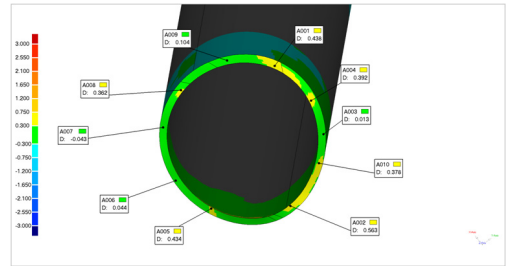 A009
D: 0.104
A001
D: 0.438
3.000
2.550
2.100
1.650
1.200
0.750
0.300
-0.300
-0.750
-1.200
-1.650
-2.100
-2.550
-3.000
A004
D: 0.392
A008
D: 0.362
A003
D: 0.013
A007
D: -0.043
A010
D: 0.378
A006
D: 0.044
A002
D: 0.563
A005
D: 0.434